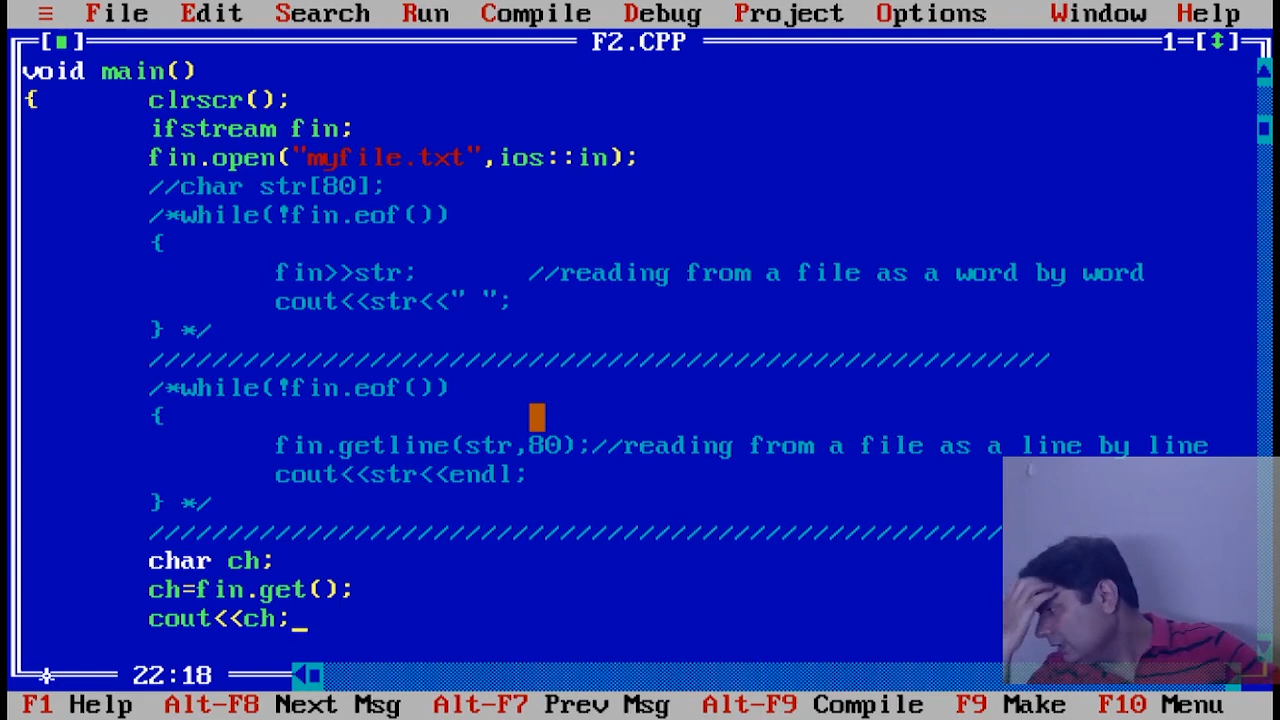 ≡ File Edit Search Run Compile Debug Project Options Window Help
[■] F2.CPP 1=[↕]
void main()
{ clrscr();
ifstream fin;
fin.open("myfile.txt",ios::in);
//char str[80];
/*while(!fin.eof())
{
fin>>str; //reading from a file as a word by word
cout<<str<<" ";
} */
/////////////////////////////////////////////////////////
/*while(!fin.eof())
{
fin.getline(str,80);//reading from a file as a line by line
cout<<str<<endl;
} */
//////////////////////////////////////////////////////
char ch;
ch=fin.get();
cout<<ch;_
22:18
F1 Help Alt-F8 Next Msg Alt-F7 Prev Msg Alt-F9 Compile F9 Make F10 Menu